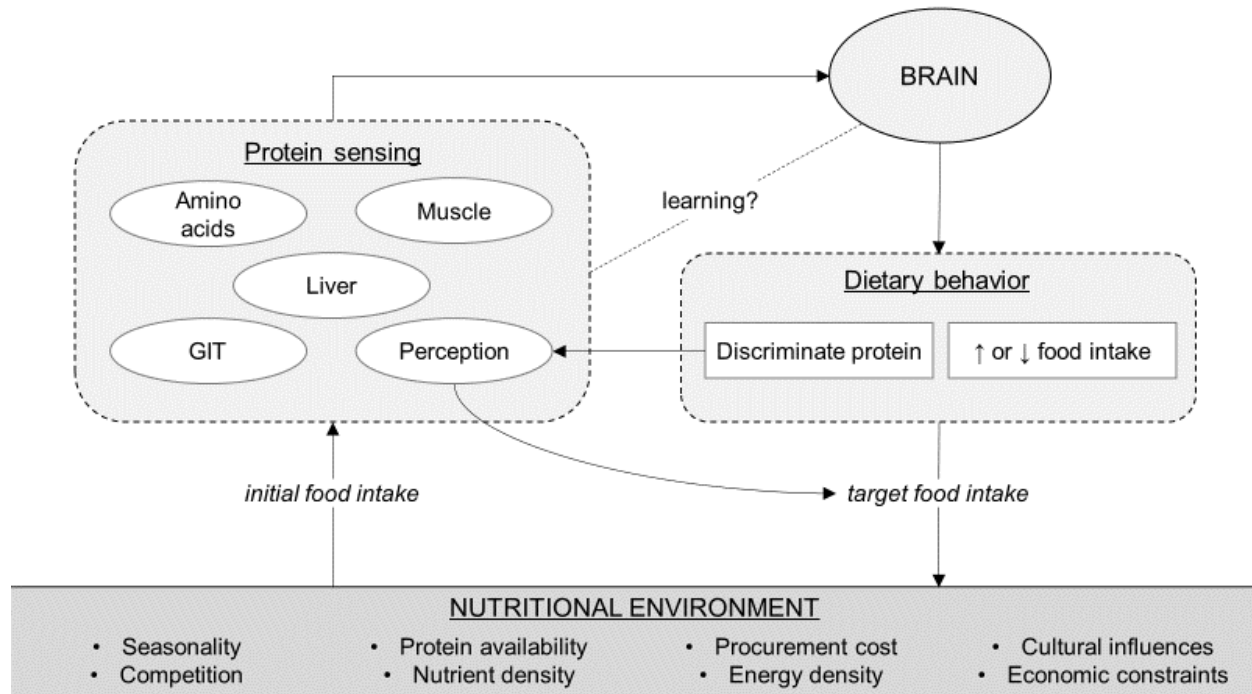 BRAIN
Protein sensing
Amino
acids
Muscle
Liver
GIT
Perception
learning?
Dietary behavior
Discriminate protein
↑ or ↓ food intake
initial food intake
target food intake
NUTRITIONAL ENVIRONMENT
• Seasonality
• Competition
• Protein availability
• Nutrient density
• Procurement cost
• Energy density
• Cultural influences
• Economic constraints